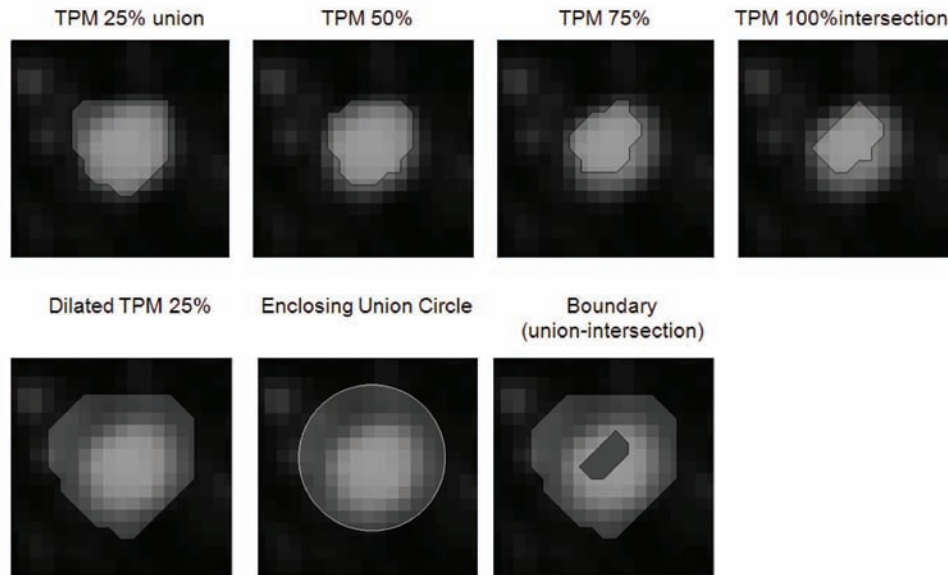 TPM 25% union
TPM 50%
TPM 75%
TPM 100%intersection
Dilated TPM 25%
Enclosing Union Circle
Boundary
(union-intersection)